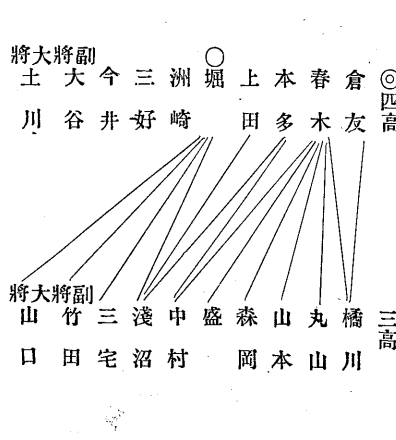 ◎四高
倉友
春木
本多
上田
○堀
洲崎
三好
今井
副将 大谷
大將 土川
三高
橘川
丸山
山本
森岡
盛
中村
淺沼
三宅
副將 竹田
大將 山口